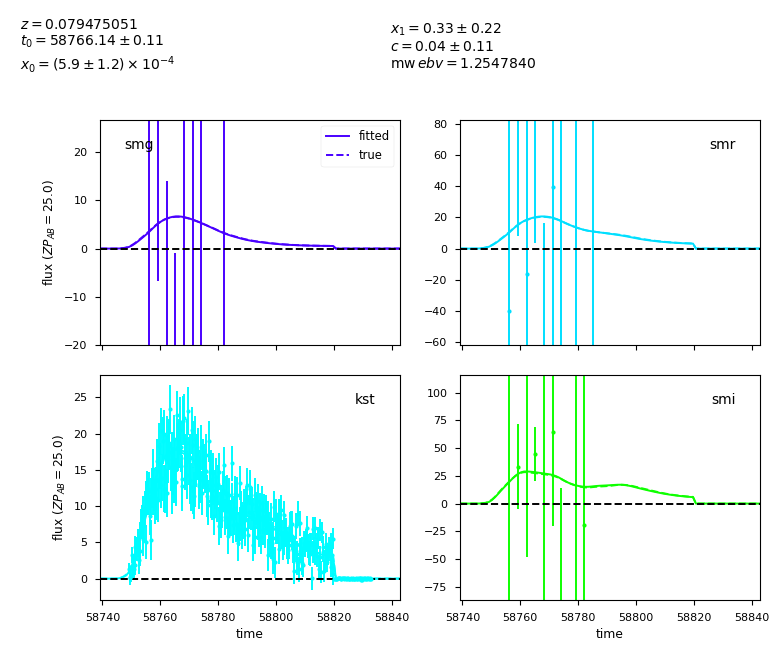 z = 0.079475051
t₀ = 58766.14 ± 0.11
x₀ = (5.9 ± 1.2) × 10⁻⁴
x₁ = 0.33 ± 0.22
c = 0.04 ± 0.11
mw ebv = 1.2547840
smg
fitted
true
20
10
0
−10
−20
flux (ZP_AB = 25.0)
smr
80
60
40
20
0
−20
−40
−60
kst
25
20
15
10
5
0
flux (ZP_AB = 25.0)
58740 58760 58780 58800 58820 58840
time
smi
100
75
50
25
0
−25
−50
−75
58740 58760 58780 58800 58820 58840
time